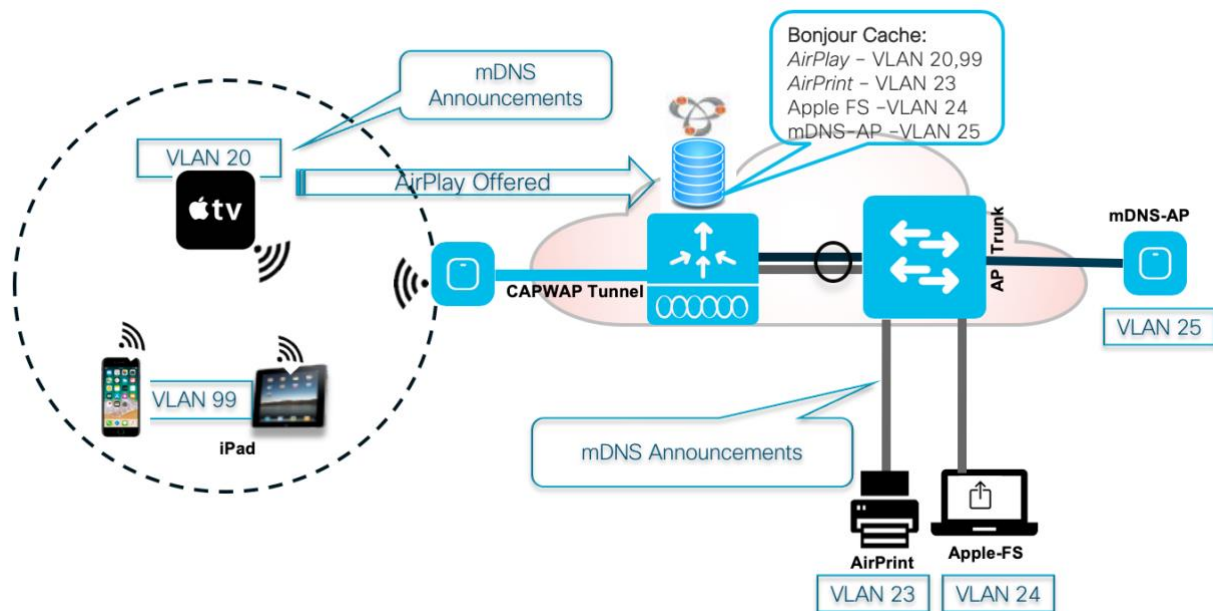 mDNS
Announcements
VLAN 20
tv
AirPlay Offered
Bonjour Cache:
AirPlay - VLAN 20,99
AirPrint - VLAN 23
Apple FS -VLAN 24
mDNS-AP -VLAN 25
CAPWAP Tunnel
AP Trunk
mDNS-AP
VLAN 25
VLAN 99
iPad
mDNS Announcements
AirPrint
Apple-FS
VLAN 23
VLAN 24